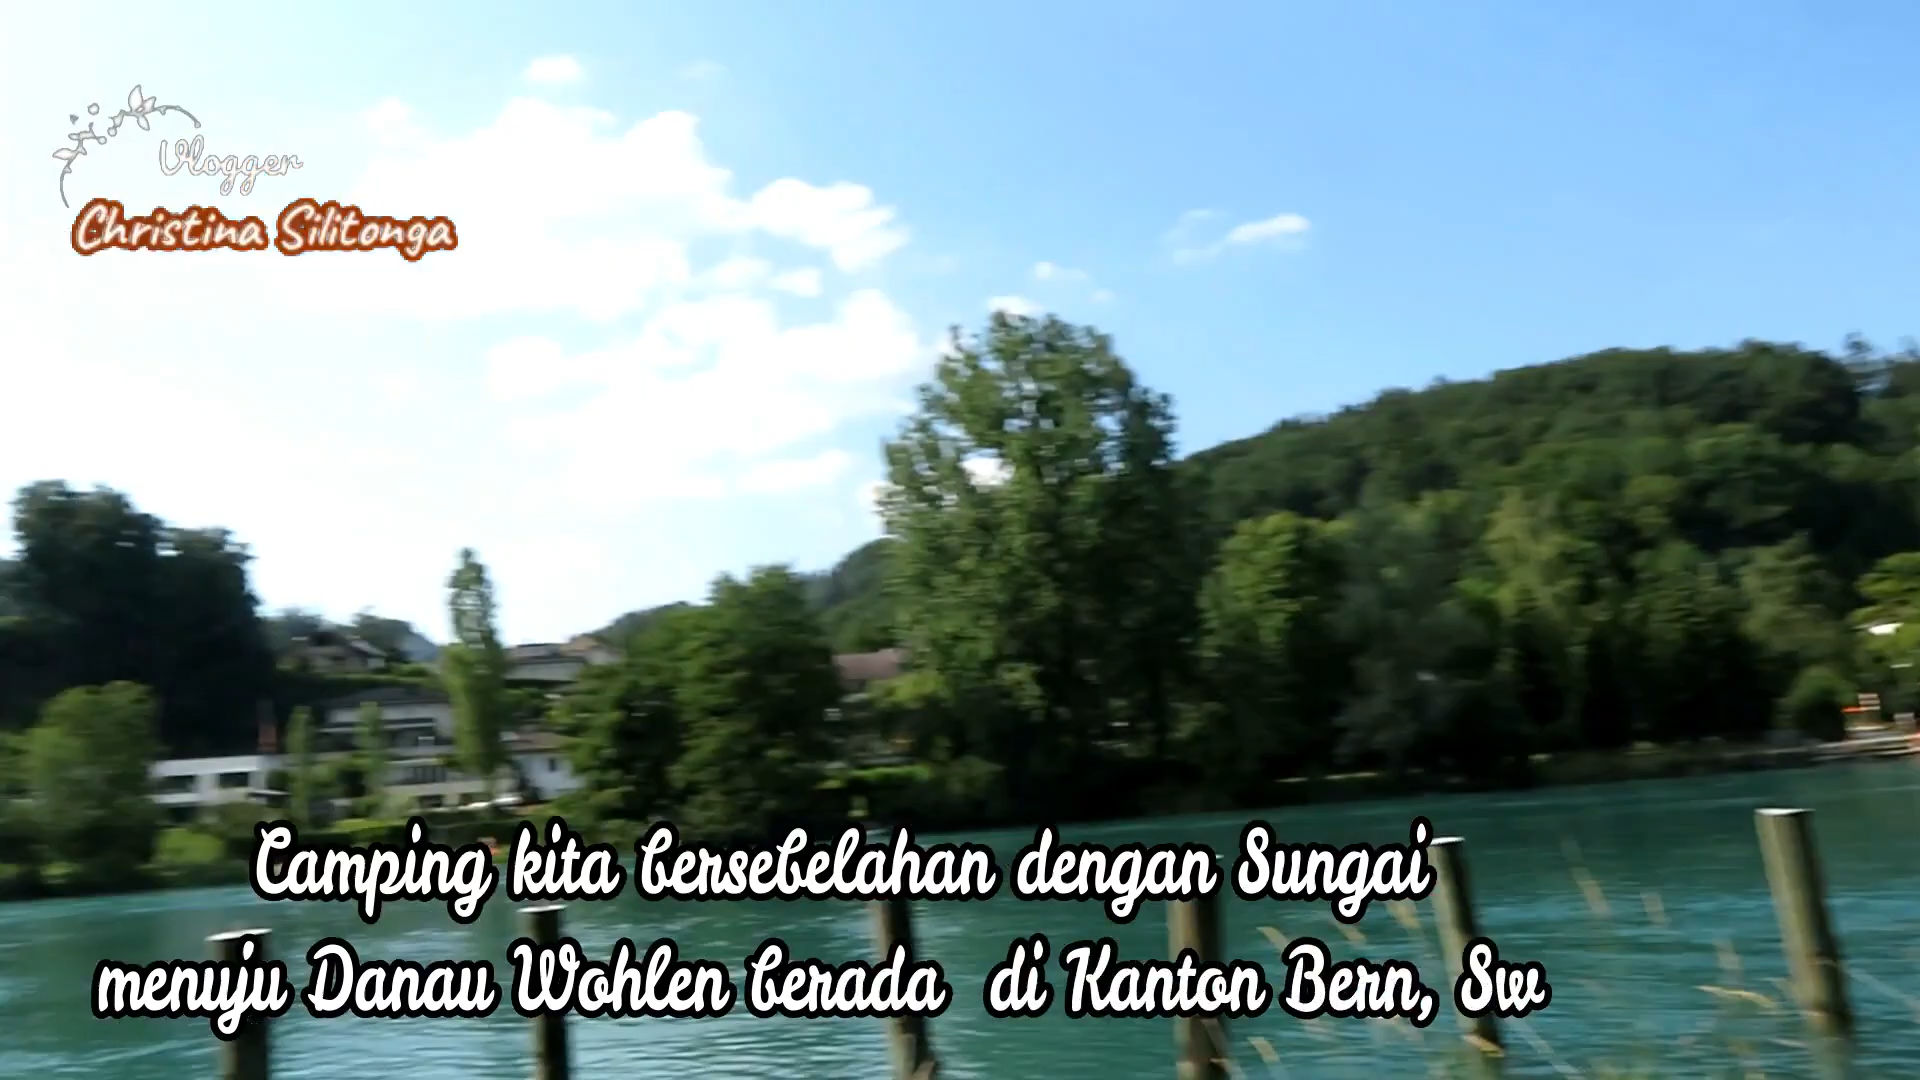 Vlogger
Christina Silitonga
Camping kita bersebelahan dengan Sungai
menuju Danau Wohlen berada di Kanton Bern, Sw